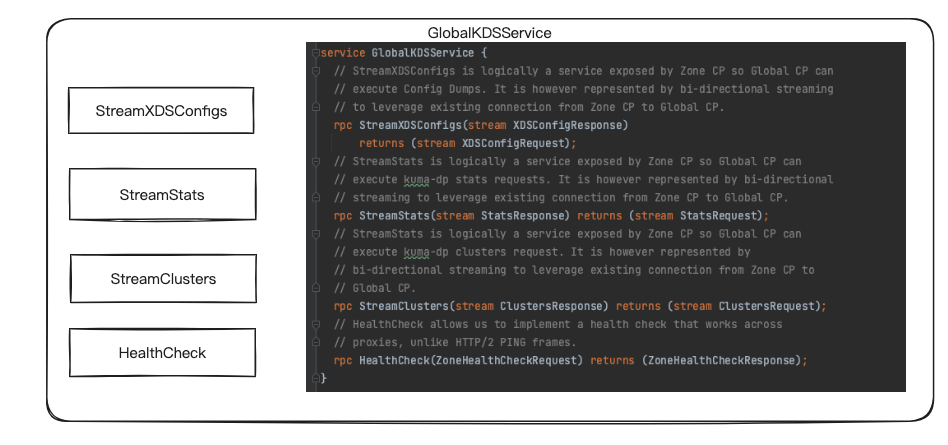 GlobalKDSService
StreamXDSConfigs
StreamStats
StreamClusters
HealthCheck
service GlobalKDSService {
// StreamXDSConfigs is logically a service exposed by Zone CP so Global CP can
// execute Config Dumps. It is however represented by bi-directional streaming
// to leverage existing connection from Zone CP to Global CP.
rpc StreamXDSConfigs(stream XDSConfigResponse)
returns (stream XDSConfigRequest);
// StreamStats is logically a service exposed by Zone CP so Global CP can
// execute kuma-dp stats requests. It is however represented by bi-directional
// streaming to leverage existing connection from Zone CP to Global CP.
rpc StreamStats(stream StatsResponse) returns (stream StatsRequest);
// StreamStats is logically a service exposed by Zone CP so Global CP can
// execute kuma-dp clusters request. It is however represented by
// bi-directional streaming to leverage existing connection from Zone CP to
// Global CP.
rpc StreamClusters(stream ClustersResponse) returns (stream ClustersRequest);
// HealthCheck allows us to implement a health check that works across
// proxies, unlike HTTP/2 PING frames.
rpc HealthCheck(ZoneHealthCheckRequest) returns (ZoneHealthCheckResponse);
}